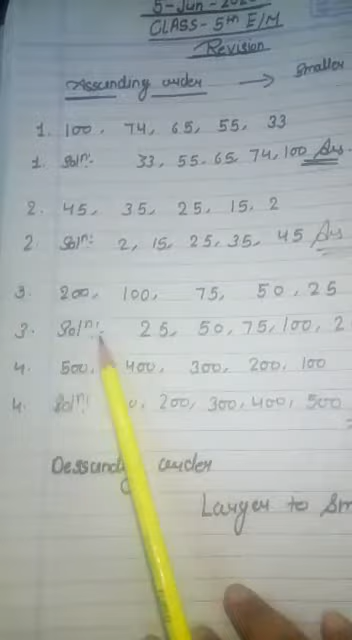 5-Jun-202
CLASS-5th E/M
Revision
Assanding order → Smaller
1. 100, 74, 65, 55, 33
1. Soln: 33, 55, 65, 74, 100 Ans.
2. 45, 35, 25, 15, 2
2. Soln: 2, 15, 25, 35, 45 Ans
3. 200, 100, 75, 50, 25
3. Soln: 25, 50, 75, 100, 2
4. 500, 400, 300, 200, 100
4. Soln: 0, 200, 300, 400, 500
Dessanding order
Larger to Sm